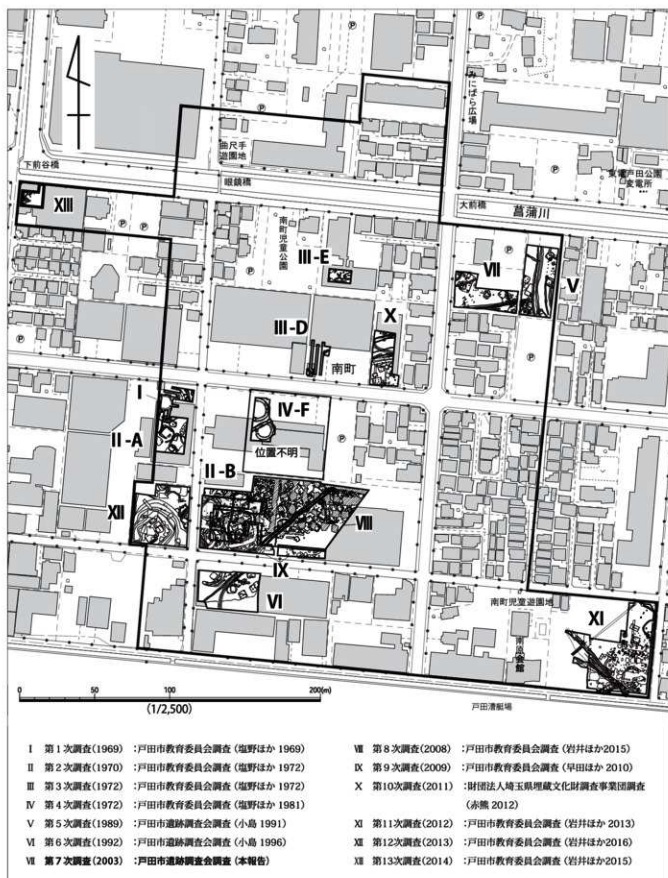 みにぱら広場
曲尺手
遊園地
下前谷橋
眼鏡橋
大前橋
菖蒲川
XIII
南町児童公園
III-E
VII
V
X
III-D
南町
I
IV-F
II-A
位置不明
II-B
XII
VIII
IX
VI
南町児童遊園地
XI
戸田漕艇場
0 50 100 200(m)
(1/2,500)
I 第1次調査(1969) :戸田市教育委員会調査(塩野ほか 1969)
II 第2次調査(1970) :戸田市教育委員会調査(塩野ほか 1972)
III 第3次調査(1972) :戸田市教育委員会調査(塩野ほか 1972)
IV 第4次調査(1972) :戸田市教育委員会調査(塩野ほか 1981)
V 第5次調査(1989) :戸田市遺跡調査会調査(小島 1991)
VI 第6次調査(1992) :戸田市遺跡調査会調査(小島 1996)
VII 第7次調査(2003) :戸田市遺跡調査会調査(本報告)
VIII 第8次調査(2008) :戸田市教育委員会調査(岩井ほか2015)
IX 第9次調査(2009) :戸田市教育委員会調査(早田ほか 2010)
X 第10次調査(2011) :財団法人埼玉県埋蔵文化財調査事業団調査
(赤熊 2012)
XI 第11次調査(2012) :戸田市教育委員会調査(岩井ほか 2013)
XII 第12次調査(2013) :戸田市教育委員会調査(岩井ほか2016)
XIII 第13次調査(2014) :戸田市教育委員会調査(岩井ほか2015)